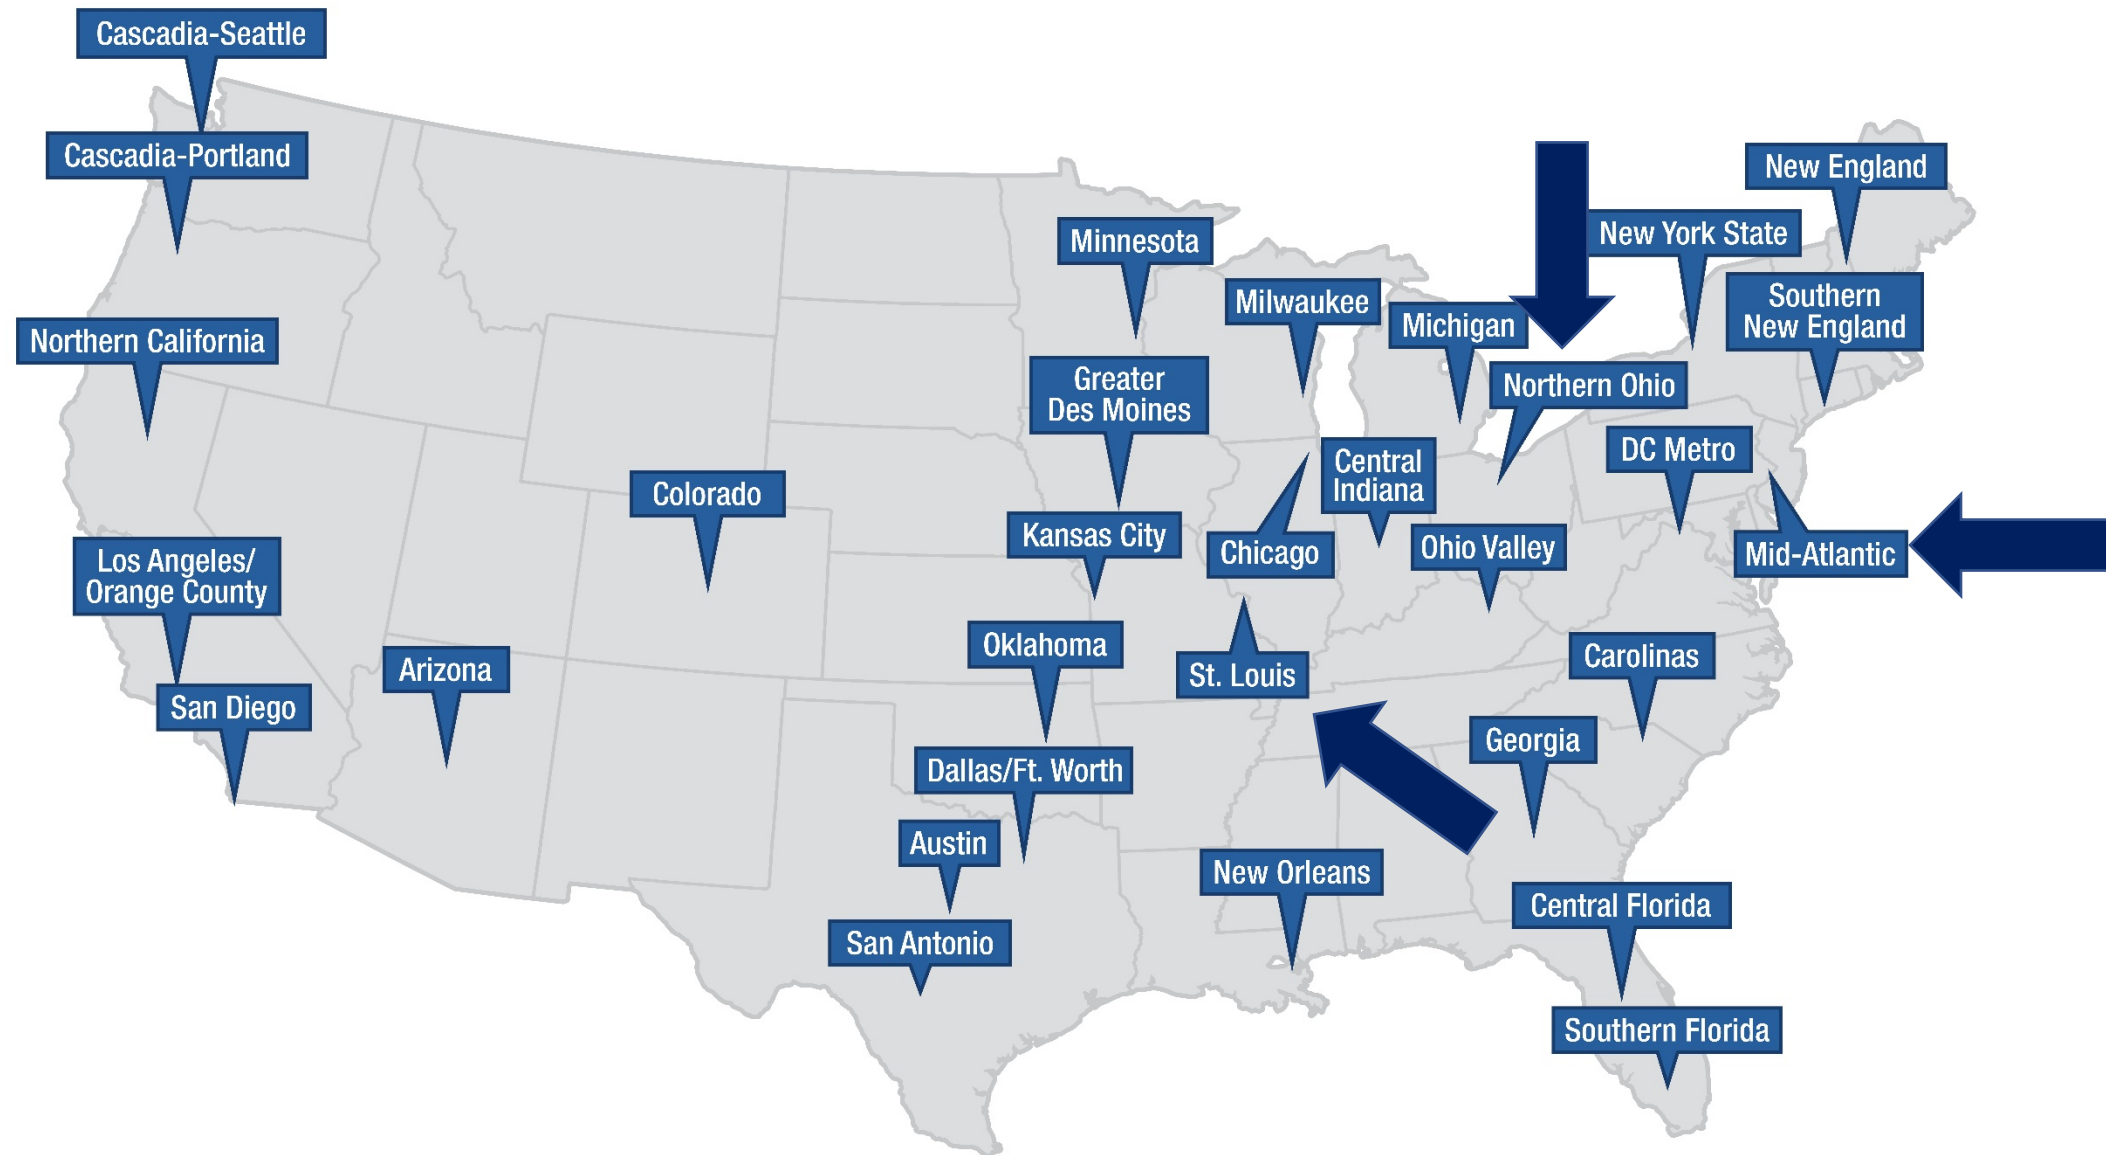 Cascadia-Seattle
Cascadia-Portland
New England
New York State
Minnesota
Southern
New England
Milwaukee
Michigan
Northern California
Greater
Des Moines
Northern Ohio
DC Metro
Central
Indiana
Colorado
Kansas City
Chicago
Ohio Valley
Mid-Atlantic
Los Angeles/
Orange County
Oklahoma
St. Louis
Carolinas
Arizona
San Diego
Georgia
Dallas/Ft. Worth
Austin
New Orleans
Central Florida
San Antonio
Southern Florida